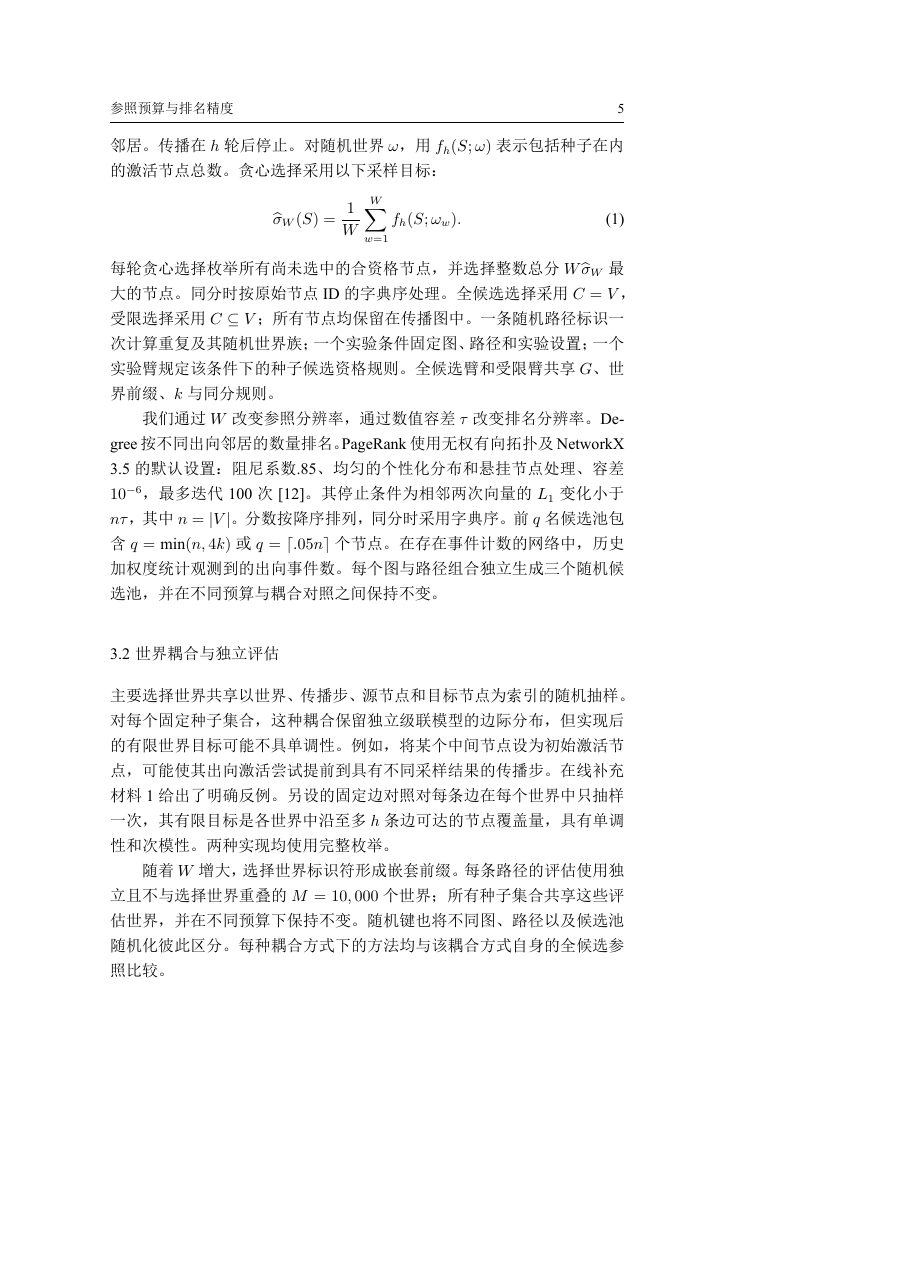 参照预算与排名精度 5
邻居。传播在 h 轮后停止。对随机世界 ω，用 fh(S; ω) 表示包括种子在内
的激活节点总数。贪心选择采用以下采样目标：
σ̂W(S) = 1/W ∑_{w=1}^{W} fh(S; ωw). (1)
每轮贪心选择枚举所有尚未选中的合资格节点，并选择整数总分 Wσ̂W 最
大的节点。同分时按原始节点 ID 的字典序处理。全候选选择采用 C = V，
受限选择采用 C ⊆ V；所有节点均保留在传播图中。一条随机路径标识一
次计算重复及其随机世界族；一个实验条件固定图、路径和实验设置；一个
实验臂规定该条件下的种子候选资格规则。全候选臂和受限臂共享 G、世
界前缀、k 与同分规则。
我们通过 W 改变参照分辨率，通过数值容差 τ 改变排名分辨率。De-
gree 按不同出向邻居的数量排名。PageRank 使用无权有向拓扑及 NetworkX
3.5 的默认设置：阻尼系数.85、均匀的个性化分布和悬挂节点处理、容差
10⁻⁶，最多迭代 100 次 [12]。其停止条件为相邻两次向量的 L₁ 变化小于
nτ，其中 n = |V|。分数按降序排列，同分时采用字典序。前 q 名候选池包
含 q = min(n, 4k) 或 q = ⌈.05n⌉ 个节点。在存在事件计数的网络中，历史
加权度统计观测到的出向事件数。每个图与路径组合独立生成三个随机候
选池，并在不同预算与耦合对照之间保持不变。
3.2 世界耦合与独立评估
主要选择世界共享以世界、传播步、源节点和目标节点为索引的随机抽样。
对每个固定种子集合，这种耦合保留独立级联模型的边际分布，但实现后
的有限世界目标可能不具单调性。例如，将某个中间节点设为初始激活节
点，可能使其出向激活尝试提前到具有不同采样结果的传播步。在线补充
材料 1 给出了明确反例。另设的固定边对照对每条边在每个世界中只抽样
一次，其有限目标是各世界中沿至多 h 条边可达的节点覆盖量，具有单调
性和次模性。两种实现均使用完整枚举。
随着 W 增大，选择世界标识符形成嵌套前缀。每条路径的评估使用独
立且不与选择世界重叠的 M = 10, 000 个世界；所有种子集合共享这些评
估世界，并在不同预算下保持不变。随机键也将不同图、路径以及候选池
随机化彼此区分。每种耦合方式下的方法均与该耦合方式自身的全候选参
照比较。